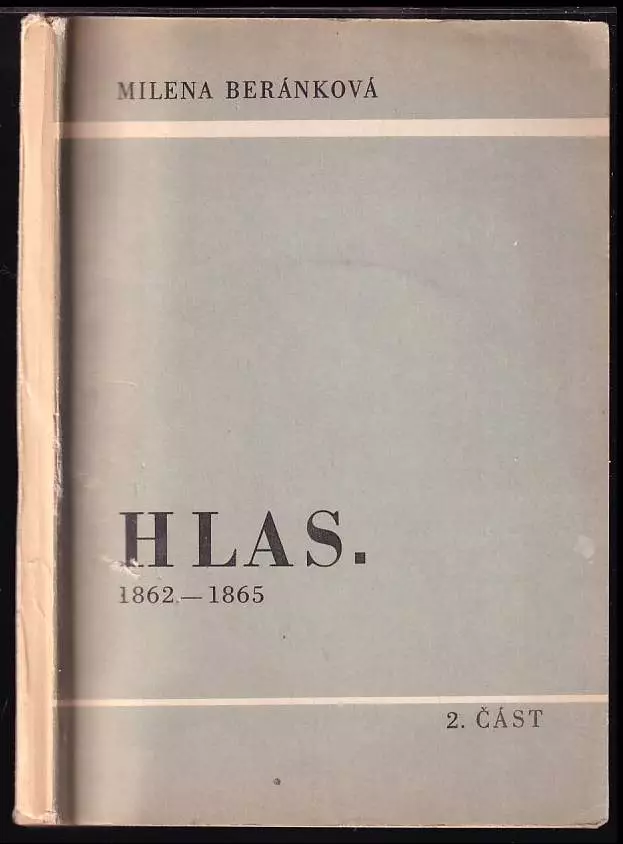 MILENA BERÁNKOVÁ
HLAS.
1862 — 1865
2. ČÁST